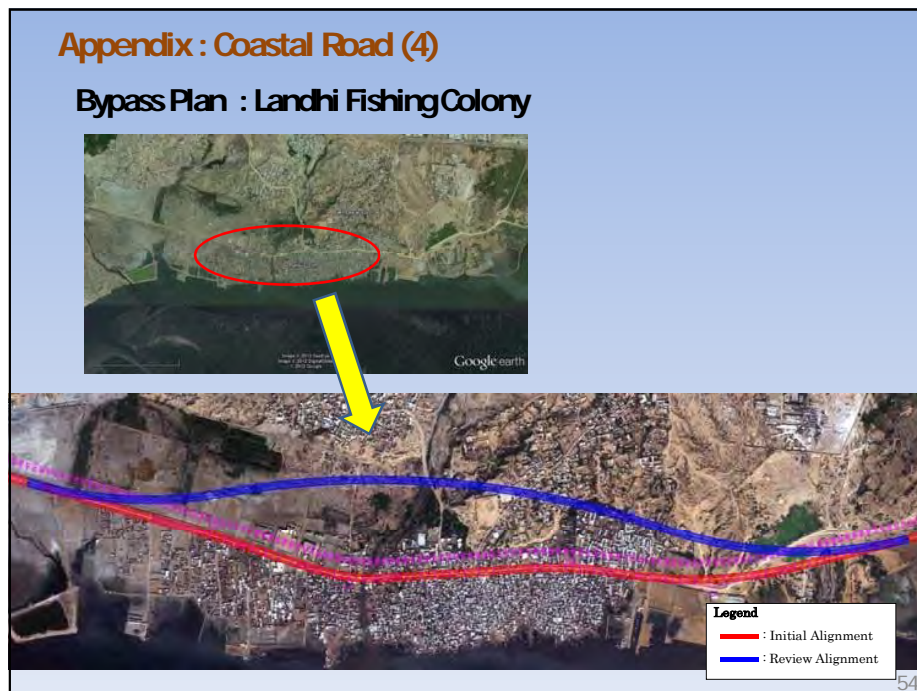 Appendix : Coastal Road (4)
Bypass Plan : Landhi Fishing Colony
Google earth
Legend
: Initial Alignment
: Review Alignment
54